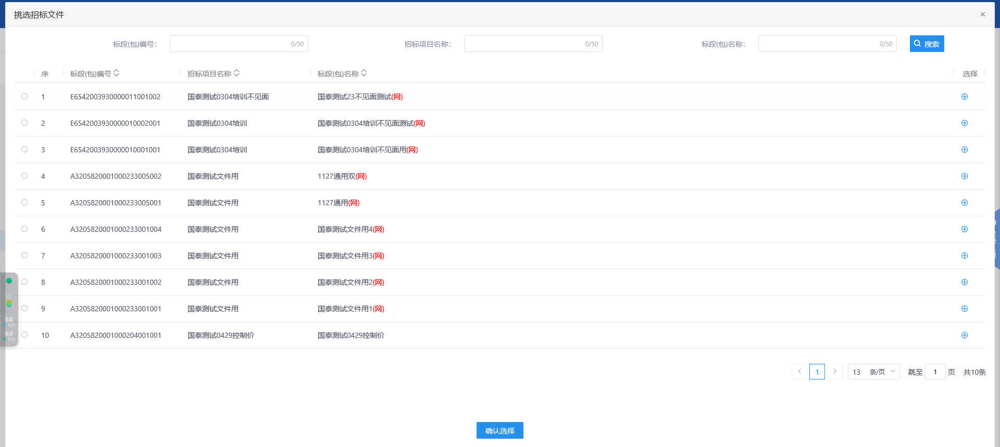 挑选招标文件 ×
标段(包)编号： 0/50 招标项目名称： 0/50 标段(包)名称： 0/50 搜索
序 标段(包)编号 招标项目名称 标段(包)名称 选择
1 E6542003930000011001002 国泰测试0304培训不见面 国泰测试23不见面测试(网)
2 E6542003930000010002001 国泰测试0304培训 国泰测试0304培训不见面测试(网)
3 E6542003930000010001001 国泰测试0304培训 国泰测试0304培训不见面用(网)
4 A3205820001000233005002 国泰测试文件用 1127通用双(网)
5 A3205820001000233005001 国泰测试文件用 1127通用(网)
6 A3205820001000233001004 国泰测试文件用 国泰测试文件用4(网)
7 A3205820001000233001003 国泰测试文件用 国泰测试文件用3(网)
8 A3205820001000233001002 国泰测试文件用 国泰测试文件用2(网)
9 A3205820001000233001001 国泰测试文件用 国泰测试文件用1(网)
0.0
K/s
0.0
K/s
10 A3205820001000204001001 国泰测试0429控制价 国泰测试0429控制价
1 13 条/页 跳至 1 页 共10条
确认选择